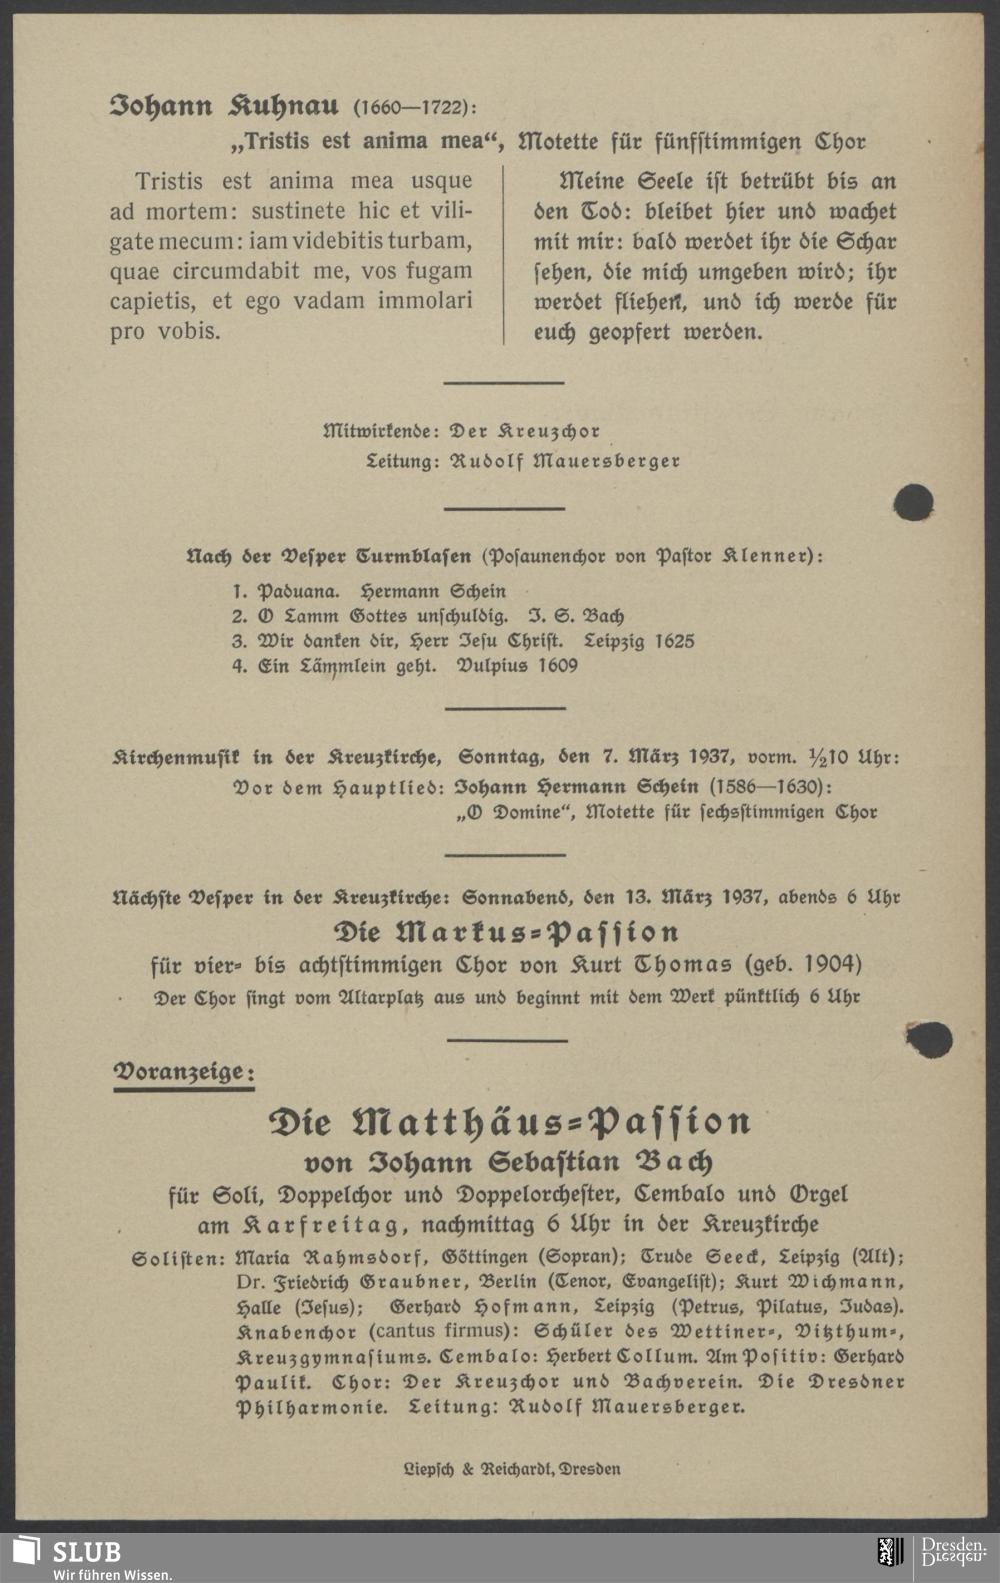 Johann Kuhnau (1660—1722):
„Tristis est anima mea“, Motette für fünfstimmigen Chor
Tristis est anima mea usque
ad mortem: sustinete hic et vili-
gate mecum: iam videbitis turbam,
quae circumdabit me, vos fugam
capietis, et ego vadam immolari
pro vobis.
Meine Seele ist betrübt bis an
den Tod: bleibet hier und wachet
mit mir: bald werdet ihr die Schar
sehen, die mich umgeben wird; ihr
werdet fliehen, und ich werde für
euch geopfert werden.
Mitwirkende: Der Kreuzchor
Leitung: Rudolf Mauersberger
Nach der Vesper Turmblasen (Posaunenchor von Pastor Klenner):
1. Paduana. Hermann Schein
2. O Lamm Gottes unschuldig. J. S. Bach
3. Wir danken dir, Herr Jesu Christ. Leipzig 1625
4. Ein Lämmlein geht. Vulpius 1609
Kirchenmusik in der Kreuzkirche, Sonntag, den 7. März 1937, vorm. ½10 Uhr:
Vor dem Hauptlied: Johann Hermann Schein (1586—1630):
„O Domine“, Motette für sechsstimmigen Chor
Nächste Vesper in der Kreuzkirche: Sonnabend, den 13. März 1937, abends 6 Uhr
Die Markus-Passion
für vier- bis achtstimmigen Chor von Kurt Thomas (geb. 1904)
Der Chor singt vom Altarplatz aus und beginnt mit dem Werk pünktlich 6 Uhr
Voranzeige:
Die Matthäus-Passion
von Johann Sebastian Bach
für Soli, Doppelchor und Doppelorchester, Cembalo und Orgel
am Karfreitag, nachmittag 6 Uhr in der Kreuzkirche
Solisten: Maria Rahmsdorf, Göttingen (Sopran); Trude Seeck, Leipzig (Alt);
Dr. Friedrich Graubner, Berlin (Tenor, Evangelist); Kurt Wichmann,
Halle (Jesus); Gerhard Hofmann, Leipzig (Petrus, Pilatus, Judas).
Knabenchor (cantus firmus): Schüler des Wettiner-, Vitzthum-,
Kreuzgymnasiums. Cembalo: Herbert Collum. Am Positiv: Gerhard
Paulik. Chor: Der Kreuzchor und Bachverein. Die Dresdner
Philharmonie. Leitung: Rudolf Mauersberger.
Liepsch & Reichardt, Dresden
SLUB
Wir führen Wissen.
Dresden.
Dresden.